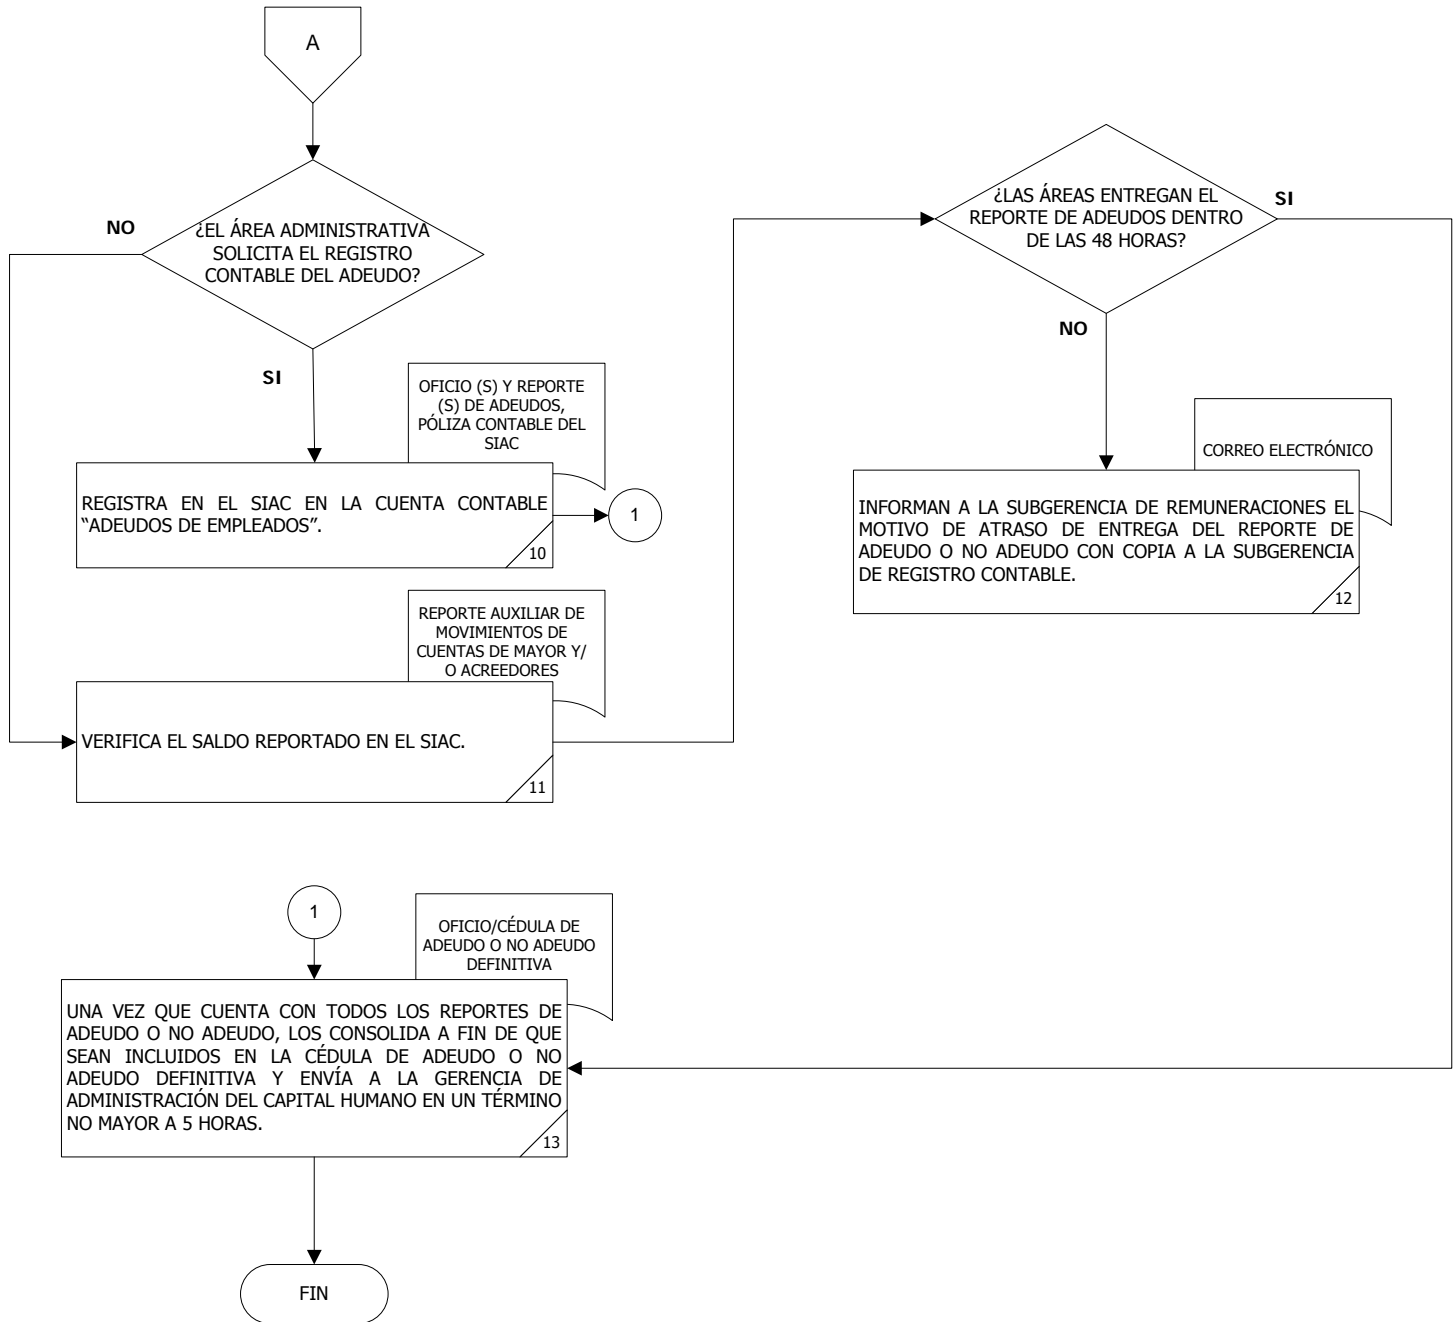 A
¿EL ÁREA ADMINISTRATIVA
SOLICITA EL REGISTRO
CONTABLE DEL ADEUDO?
NO
SI
OFICIO (S) Y REPORTE
(S) DE ADEUDOS,
PÓLIZA CONTABLE DEL
SIAC
REGISTRA EN EL SIAC EN LA CUENTA CONTABLE
“ADEUDOS DE EMPLEADOS”.
10
1
REPORTE AUXILIAR DE
MOVIMIENTOS DE
CUENTAS DE MAYOR Y/
O ACREEDORES
VERIFICA EL SALDO REPORTADO EN EL SIAC.
11
¿LAS ÁREAS ENTREGAN EL
REPORTE DE ADEUDOS DENTRO
DE LAS 48 HORAS?
SI
NO
CORREO ELECTRÓNICO
INFORMAN A LA SUBGERENCIA DE REMUNERACIONES EL
MOTIVO DE ATRASO DE ENTREGA DEL REPORTE DE
ADEUDO O NO ADEUDO CON COPIA A LA SUBGERENCIA
DE REGISTRO CONTABLE.
12
1
OFICIO/CÉDULA DE
ADEUDO O NO ADEUDO
DEFINITIVA
UNA VEZ QUE CUENTA CON TODOS LOS REPORTES DE
ADEUDO O NO ADEUDO, LOS CONSOLIDA A FIN DE QUE
SEAN INCLUIDOS EN LA CÉDULA DE ADEUDO O NO
ADEUDO DEFINITIVA Y ENVÍA A LA GERENCIA DE
ADMINISTRACIÓN DEL CAPITAL HUMANO EN UN TÉRMINO
NO MAYOR A 5 HORAS.
13
FIN